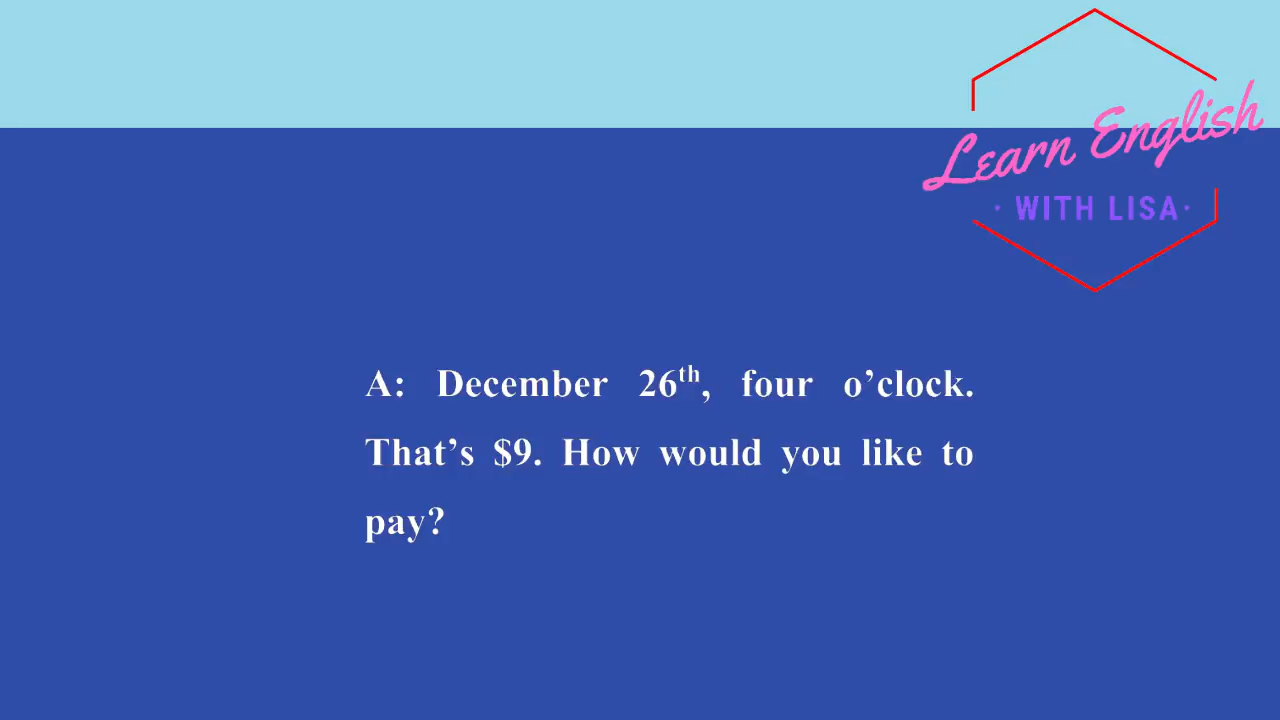 Learn English
· WITH LISA·
A: December 26th, four o’clock.
That’s $9. How would you like to
pay?